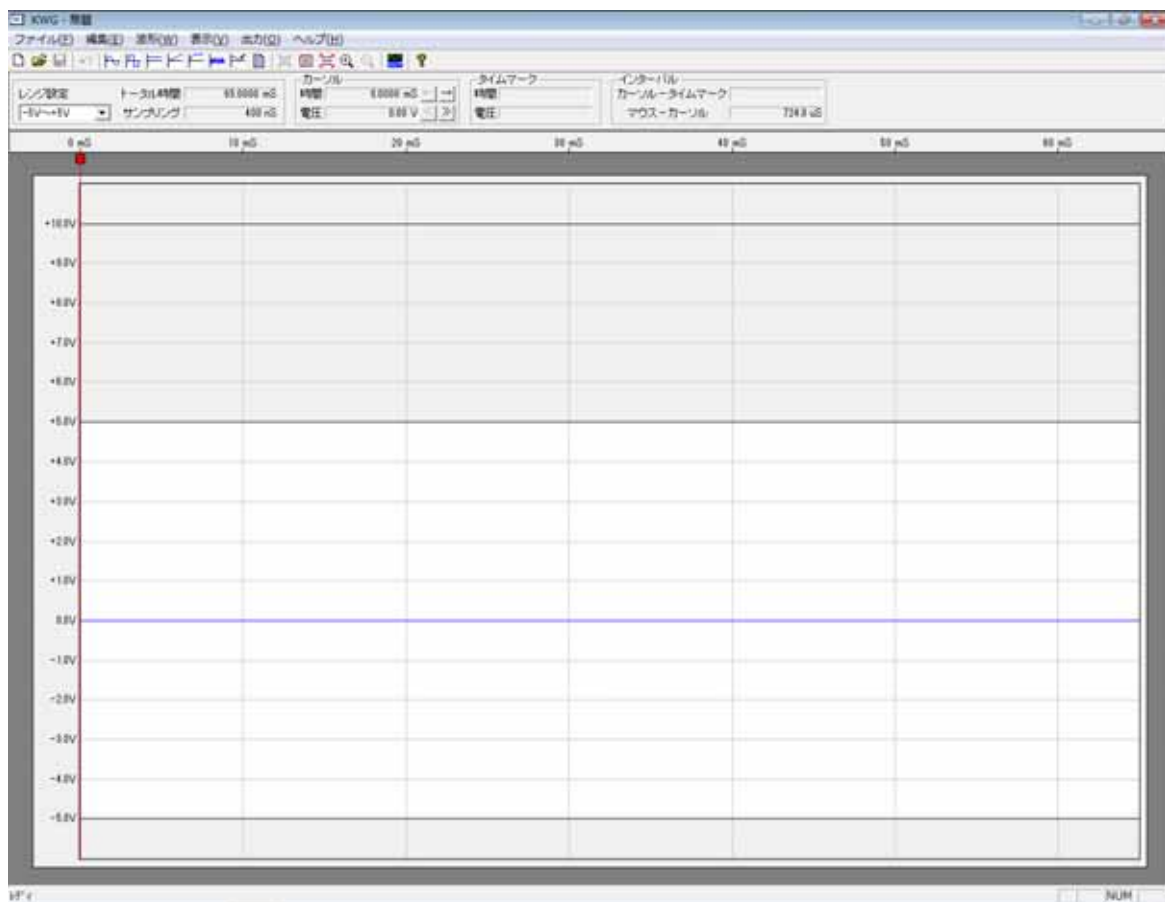 KWG - 無題
ファイル(F) 編集(E) 波形(W) 表示(V) 出力(O) ヘルプ(H)
レンジ設定
-5V~+5V
トータル時間 65.0000 mS
サンプリング 400 nS
カーソル
時間 0.0000 mS
電圧 0.00 V
タイムマーク
時間
電圧
インターバル
カーソル-タイムマーク
マウス-カーソル uS
0 mS 10 mS 20 mS 30 mS 40 mS 50 mS 60 mS
+10.0V
+9.0V
+8.0V
+7.0V
+6.0V
+5.0V
+4.0V
+3.0V
+2.0V
+1.0V
0.0V
-1.0V
-2.0V
-3.0V
-4.0V
-5.0V
レディ
NUM